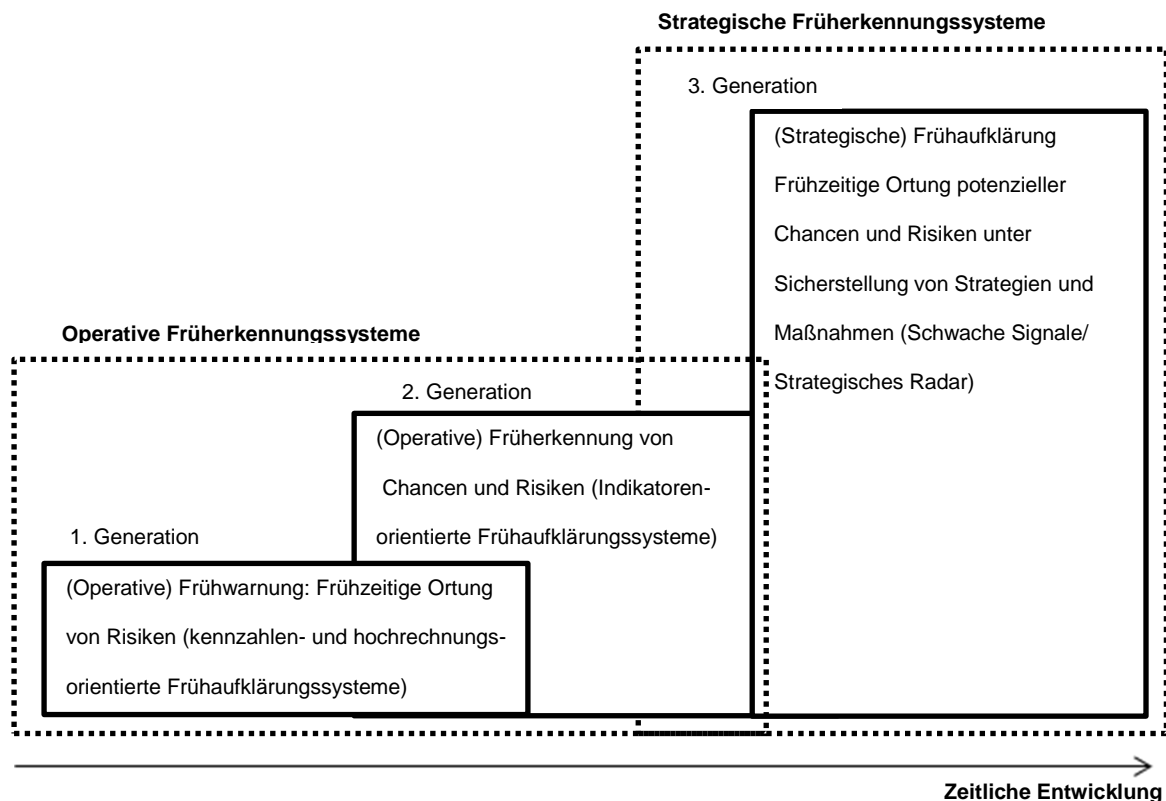 Strategische Früherkennungssysteme
3. Generation
(Strategische) Frühaufklärung
Frühzeitige Ortung potenzieller
Chancen und Risiken unter
Sicherstellung von Strategien und
Maßnahmen (Schwache Signale/
Strategisches Radar)
Operative Früherkennungssysteme
2. Generation
(Operative) Früherkennung von
Chancen und Risiken (Indikatoren-
orientierte Frühaufklärungssysteme)
1. Generation
(Operative) Frühwarnung: Frühzeitige Ortung
von Risiken (kennzahlen- und hochrechnungs-
orientierte Frühaufklärungssysteme)
Zeitliche Entwicklung